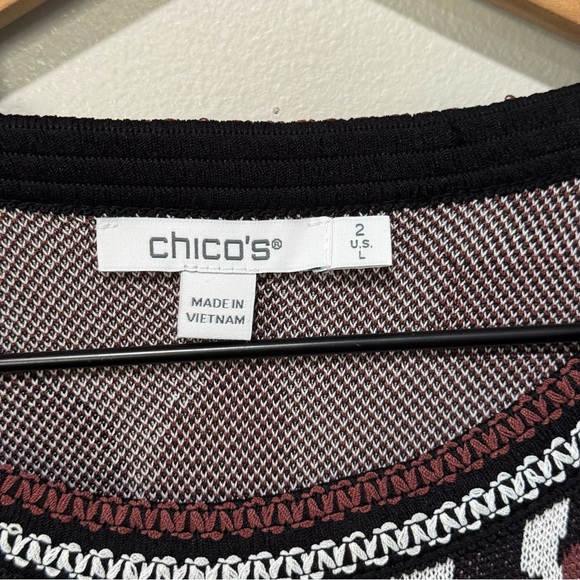 chico's®
2
U.S.
L
MADE IN
VIETNAM